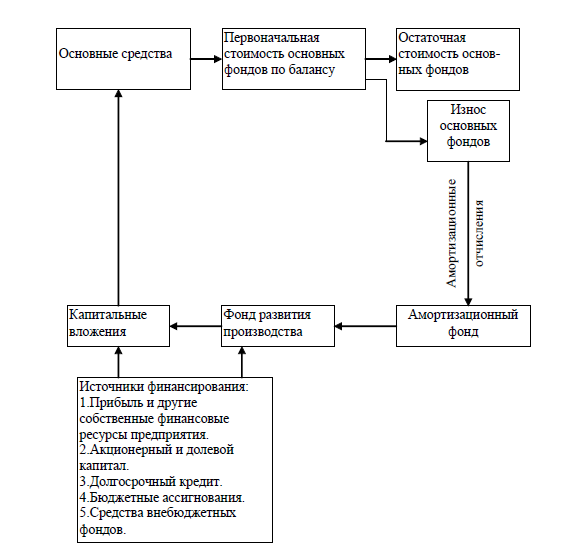 Основные средства
Первоначальная
стоимость основных
фондов по балансу
Остаточная
стоимость основ-
ных фондов
Износ
основных
фондов
Амортизационные
отчисления
Капитальные
вложения
Фонд развития
производства
Амортизационный
фонд
Источники финансирования:
1.Прибыль и другие
собственные финансовые
ресурсы предприятия.
2.Акционерный и долевой
капитал.
3.Долгосрочный кредит.
4.Бюджетные ассигнования.
5.Средства внебюджетных
фондов.